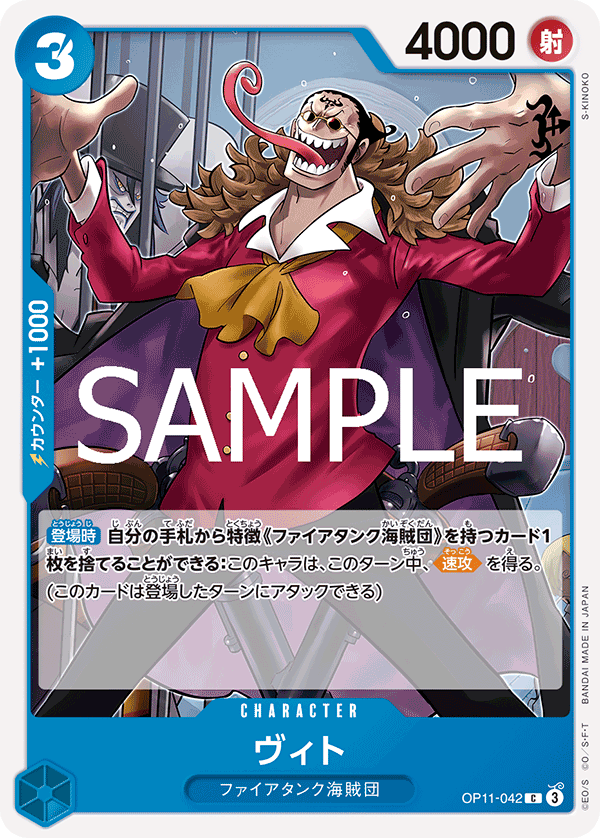 3
4000
射
S-KINOKO
カウンター +1000
SAMPLE
登場時 自分の手札から特徴《ファイアタンク海賊団》を持つカード1
枚を捨てることができる：このキャラは、このターン中、速攻を得る。
(このカードは登場したターンにアタックできる)
CHARACTER
ヴィト
ファイアタンク海賊団
OP11-042 C 3
©E.O/S ©O/S・F・T BANDAI MADE IN JAPAN